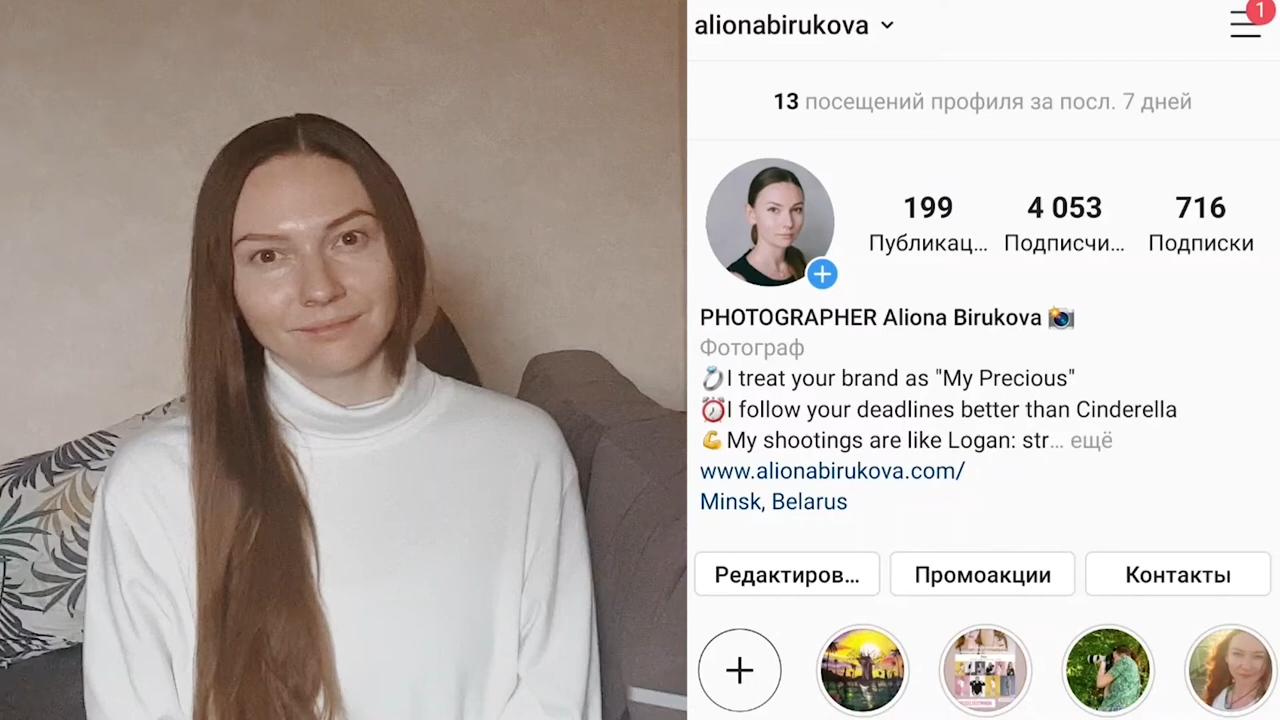 alionabirukova
1
13 посещений профиля за посл. 7 дней
199 4 053 716
Публикац... Подписчи... Подписки
PHOTOGRAPHER Aliona Birukova 📸
Фотограф
💍I treat your brand as "My Precious"
⏰I follow your deadlines better than Cinderella
💪My shootings are like Logan: str... ещё
www.alionabirukova.com/
Minsk, Belarus
Редактиров... Промоакции Контакты